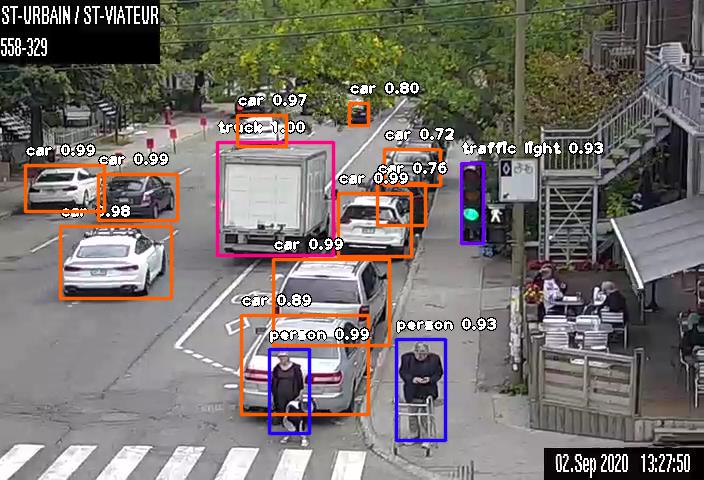 ST-URBAIN / ST-VIATEUR
558-329
car 0.80
car 0.97
truck 1.00
car 0.72
traffic light 0.93
car 0.99
car 0.99
car 0.76
car 0.99
car 0.98
car 0.99
car 0.89
person 0.99
person 0.93
02.Sep 2020 13:27:50